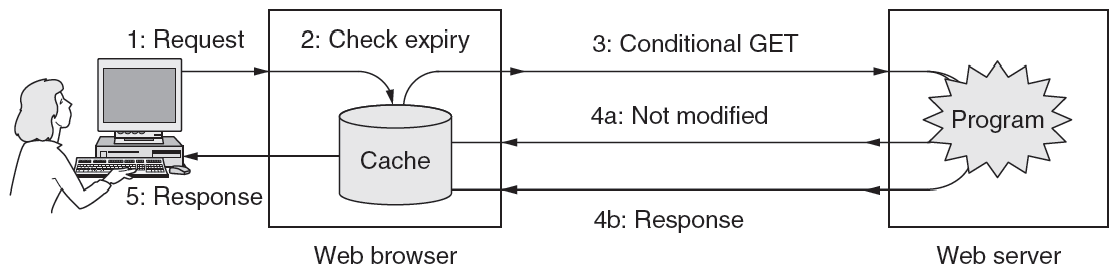 1: Request
2: Check expiry
3: Conditional GET
4a: Not modified
Program
Cache
5: Response
4b: Response
Web browser
Web server